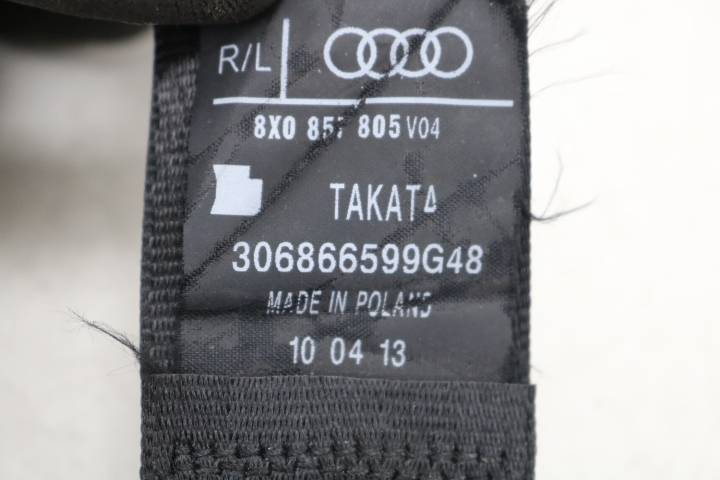 R/L
8X0 857 805 V04
TAKATA
306866599G48
MADE IN POLAND
10 04 13